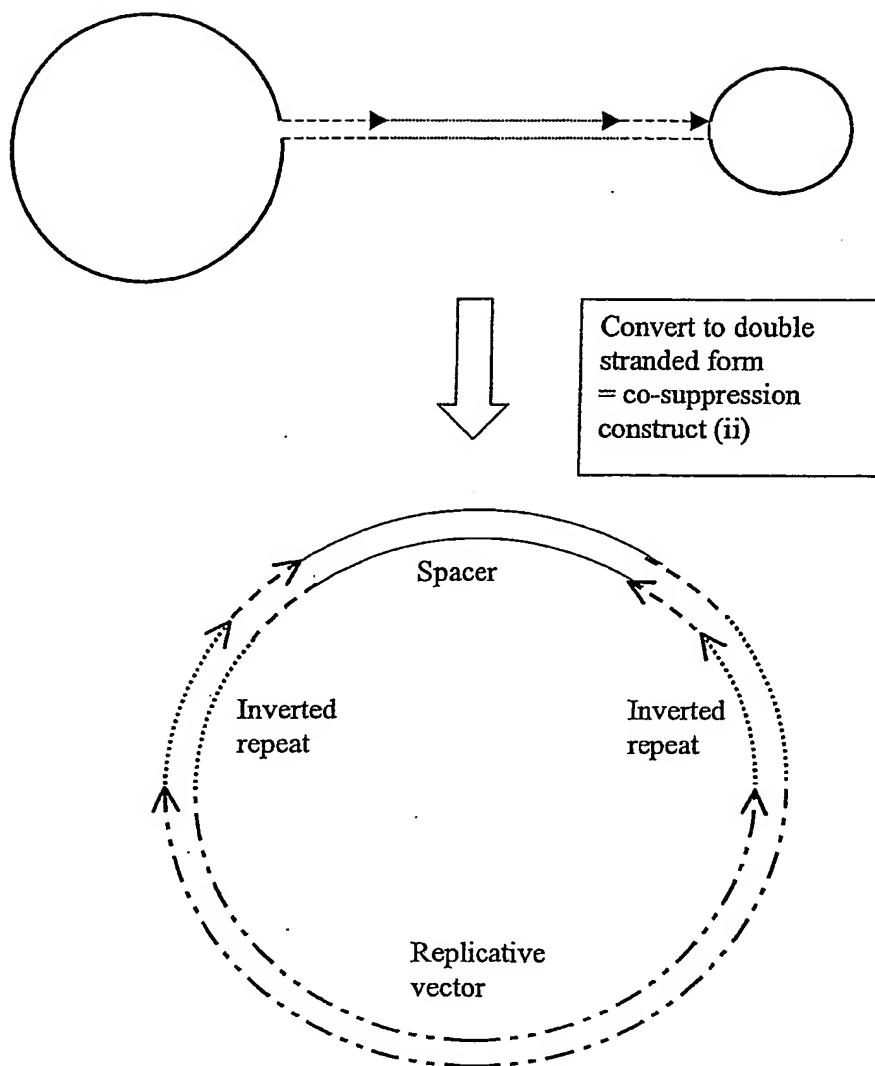 Convert to double
stranded form
= co-suppression
construct (ii)
Spacer
Inverted
repeat
Inverted
repeat
Replicative
vector